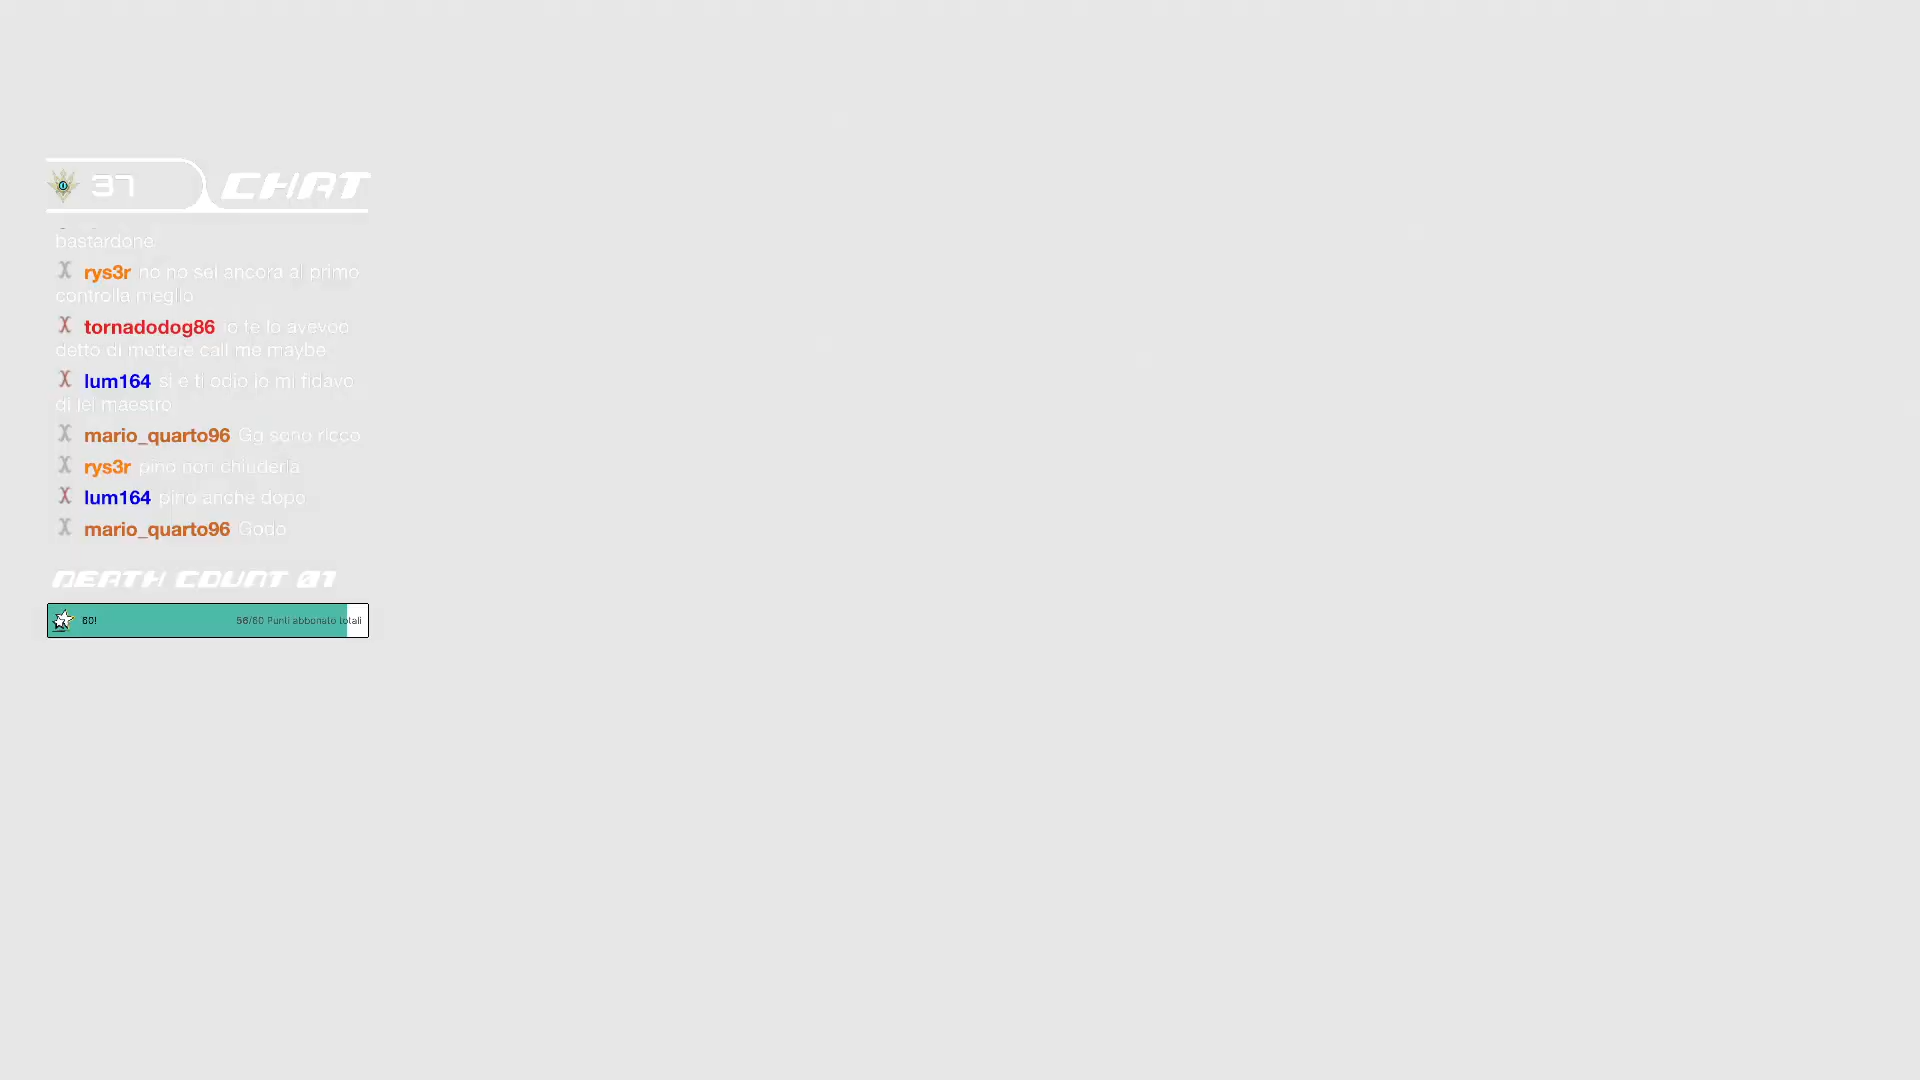 37 CHAT
bastardone
rys3r no no sei ancora al primo
controlla meglio
tornadodog86 io te lo avevoo
detto di mettere call me maybe
lum164 si e ti odio io mi fidavo
di lei maestro
mario_quarto96 Gg sono ricco
rys3r pino non chiuderla
lum164 pino anche dopo
mario_quarto96 Godo
DEATH COUNT 01
60! 56/60 Punti abbonato totali